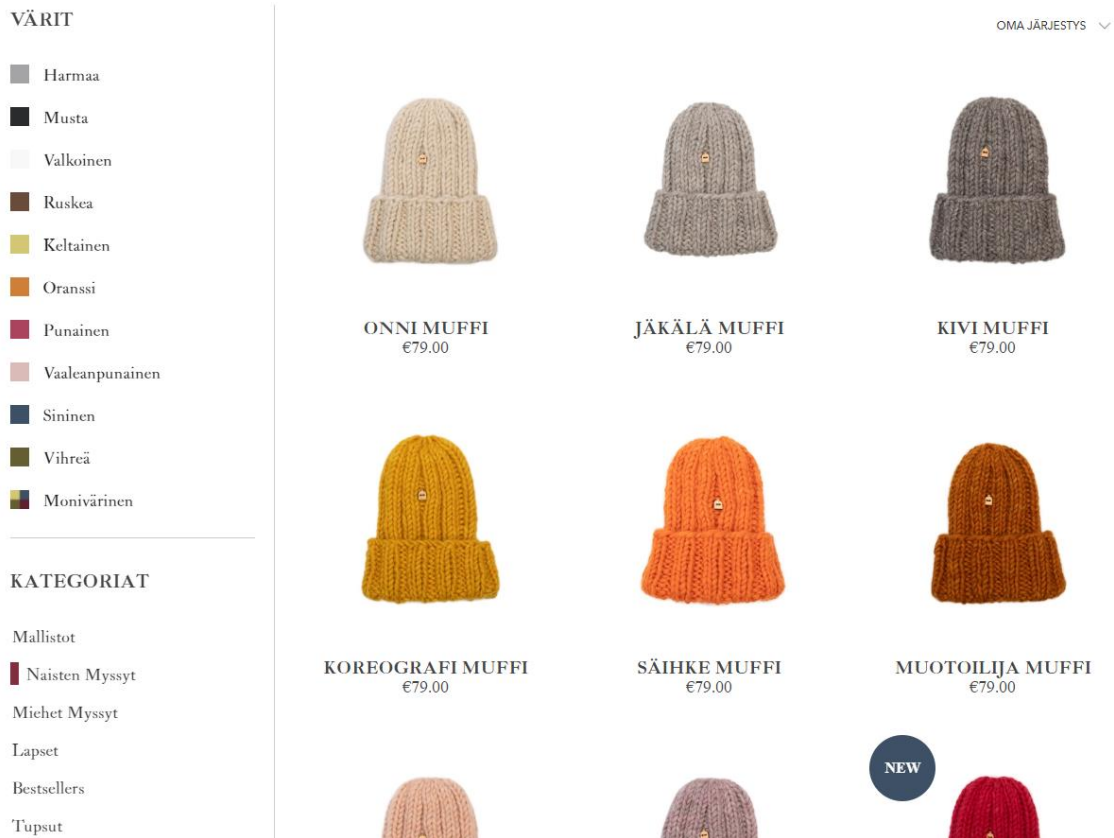 VÄRIT
Harmaa
Musta
Valkoinen
Ruskea
Keltainen
Oranssi
Punainen
Vaaleanpunainen
Sininen
Vihreä
Monivärinen
KATEGORIAT
Mallistot
Naisten Myssyt
Miehet Myssyt
Lapset
Bestsellers
Tupsut
OMA JÄRJESTYS
ONNI MUFFI
€79.00
JÄKÄLÄ MUFFI
€79.00
KIVI MUFFI
€79.00
KOREOGRAFI MUFFI
€79.00
SÄIHKE MUFFI
€79.00
MUOTOILIJA MUFFI
€79.00
NEW